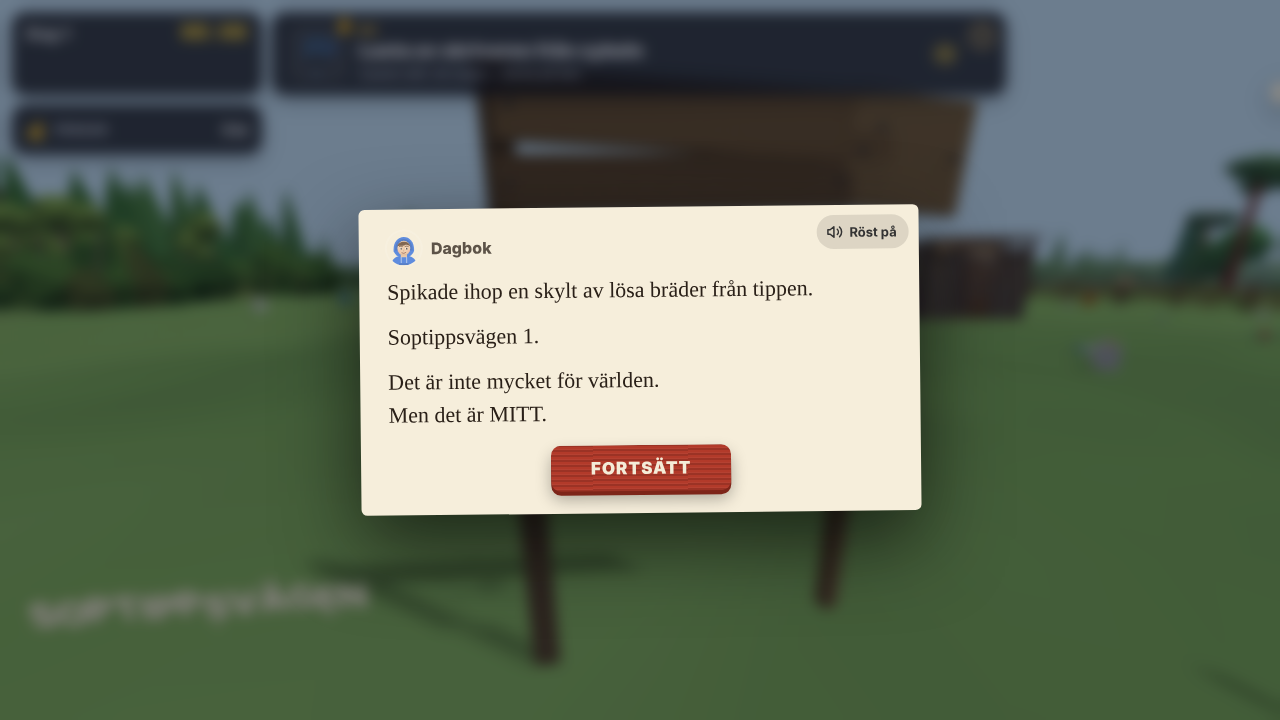 Dagbok
Röst på
Spikade ihop en skylt av lösa bräder från tippen.
Soptippsvägen 1.
Det är inte mycket för världen.
Men det är MITT.
FORTSÄTT
SOPTIPPSVÄGEN